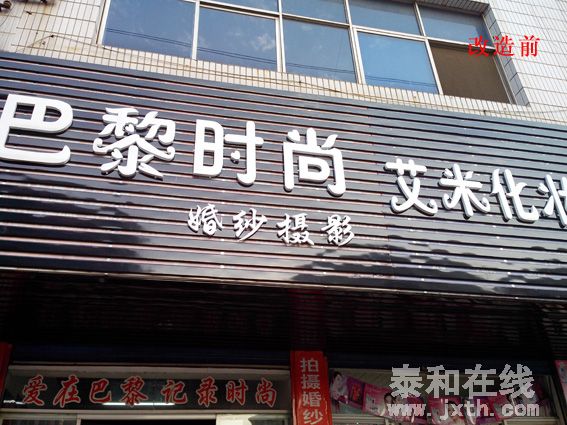 改造前
巴黎时尚
艾米化妆
婚纱摄影
爱在巴黎 记录时尚
拍摄婚纱
泰和在线
www.jxth.com